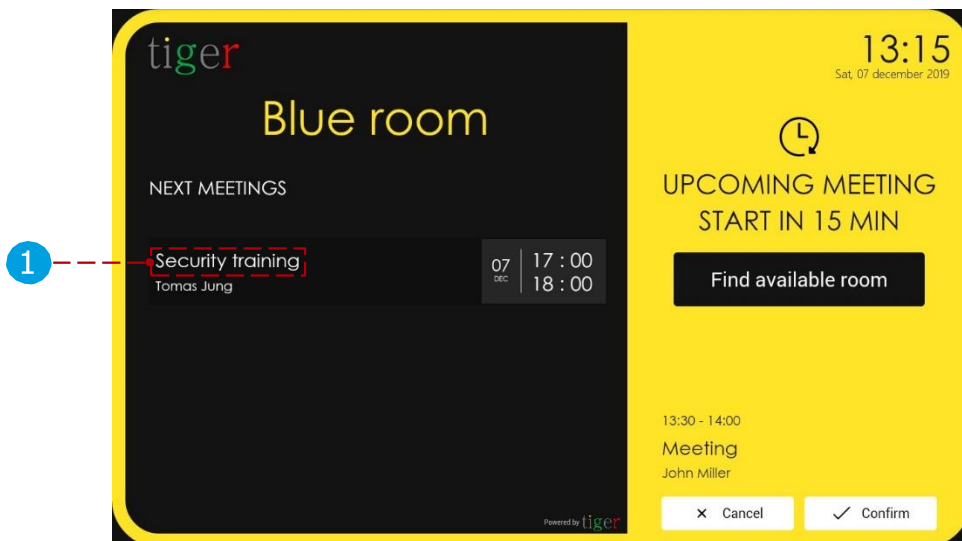 1
tiger
Blue room
NEXT MEETINGS
Security training
Tomas Jung
07
DEC
17 : 00
18 : 00
Powered by tiger
13:15
Sat, 07 december 2019
UPCOMING MEETING
START IN 15 MIN
Find available room
13:30 - 14:00
Meeting
John Miller
× Cancel
✓ Confirm